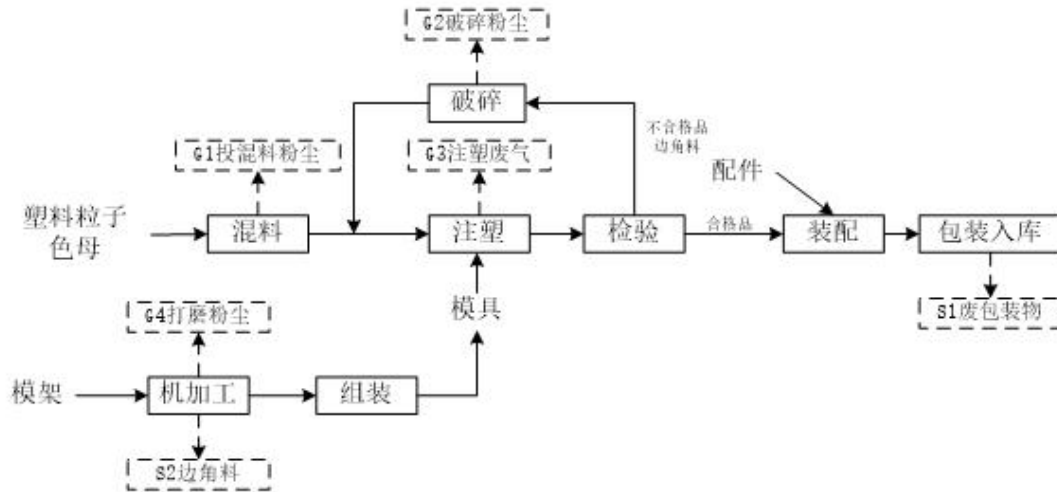 G2破碎粉尘
破碎
不合格品
边角料
G1投混料粉尘
G3注塑废气
配件
塑料粒子
色母
混料
注塑
检验
合格品
装配
包装入库
模具
S1废包装物
G4打磨粉尘
模架
机加工
组装
S2边角料